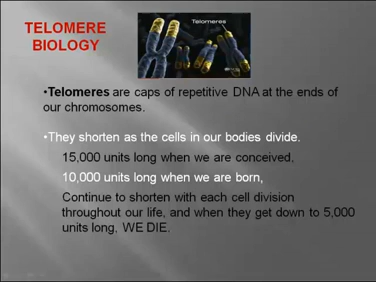 TELOMERE
BIOLOGY
Telomeres
•Telomeres are caps of repetitive DNA at the ends of
our chromosomes.
•They shorten as the cells in our bodies divide.
15,000 units long when we are conceived,
10,000 units long when we are born,
Continue to shorten with each cell division
throughout our life, and when they get down to 5,000
units long, WE DIE.